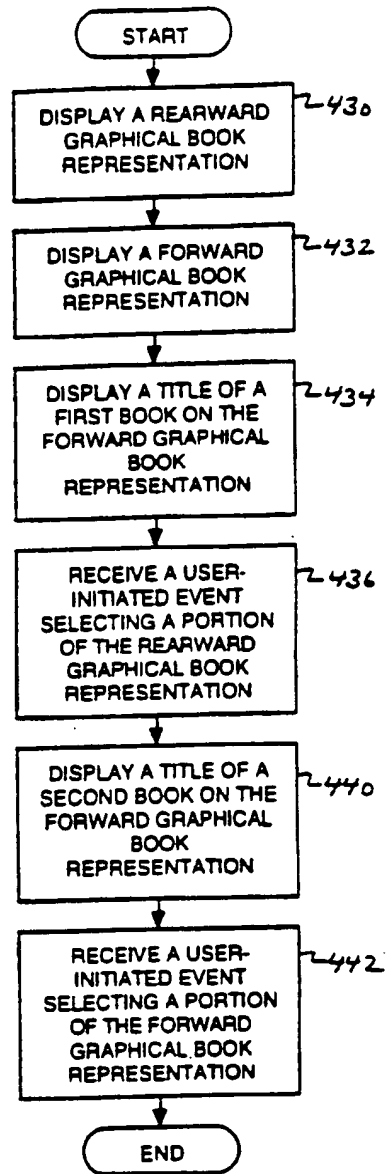 START
DISPLAY A REARWARD
GRAPHICAL BOOK
REPRESENTATION
430
DISPLAY A FORWARD
GRAPHICAL BOOK
REPRESENTATION
432
DISPLAY A TITLE OF A
FIRST BOOK ON THE
FORWARD GRAPHICAL
BOOK
REPRESENTATION
434
RECEIVE A USER-
INITIATED EVENT
SELECTING A PORTION
OF THE REARWARD
GRAPHICAL BOOK
REPRESENTATION
436
DISPLAY A TITLE OF A
SECOND BOOK ON THE
FORWARD GRAPHICAL
BOOK
REPRESENTATION
440
RECEIVE A USER-
INITIATED EVENT
SELECTING A PORTION
OF THE FORWARD
GRAPHICAL BOOK
REPRESENTATION
442
END